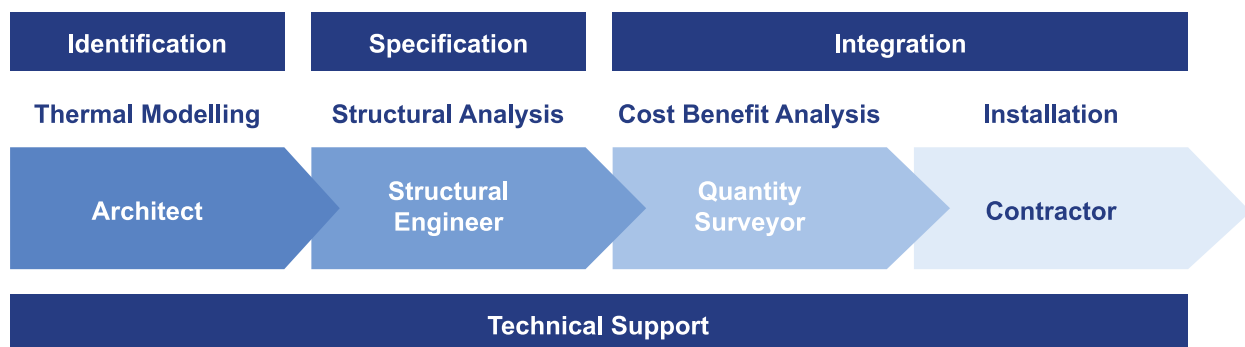 Identification
Specification
Integration
Thermal Modelling
Structural Analysis
Cost Benefit Analysis
Installation
Architect
Structural
Engineer
Quantity
Surveyor
Contractor
Technical Support